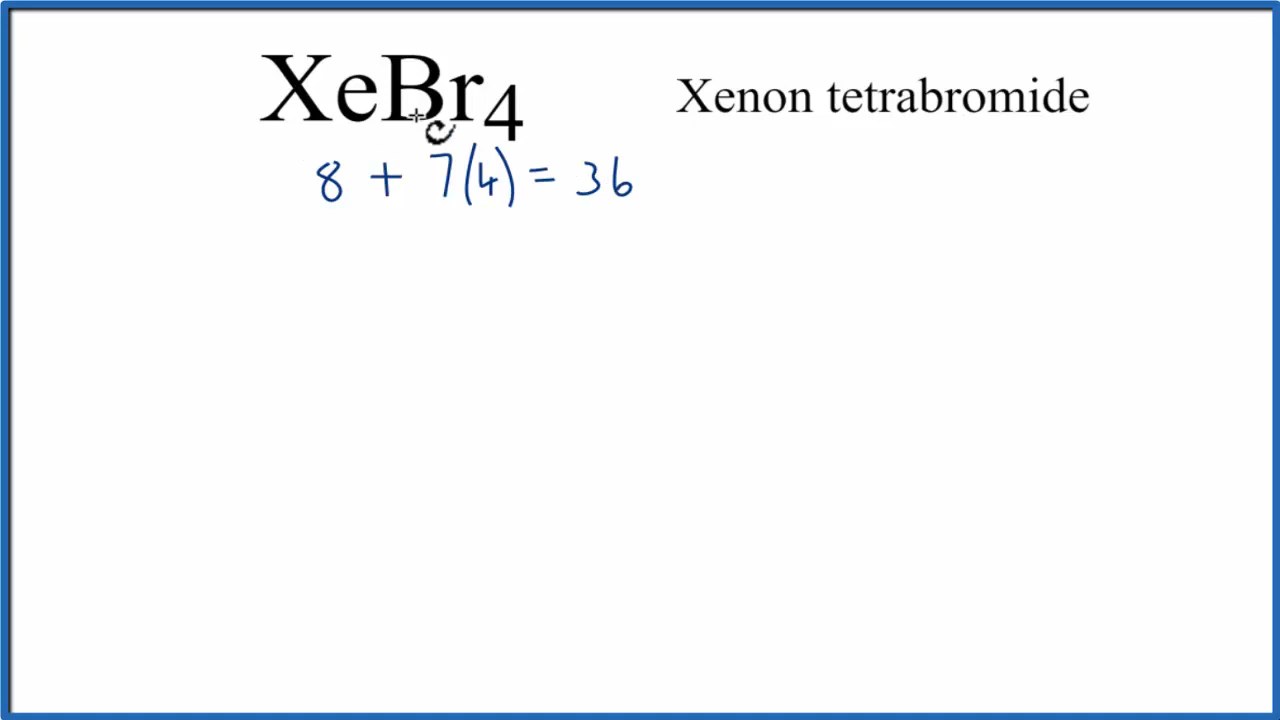 XeBr₄ Xenon tetrabromide
8 + 7(4) = 36